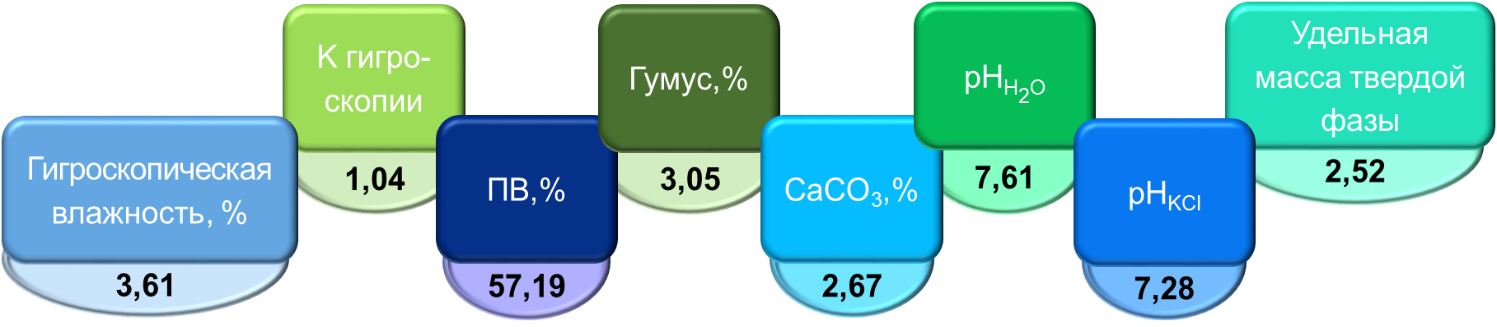 Гигроскопическая
влажность, %
3,61
К гигро-
скопии
1,04
ПВ,%
57,19
Гумус,%
3,05
CaCO₃,%
2,67
pHH₂O
7,61
pHKCl
7,28
Удельная
масса твердой
фазы
2,52